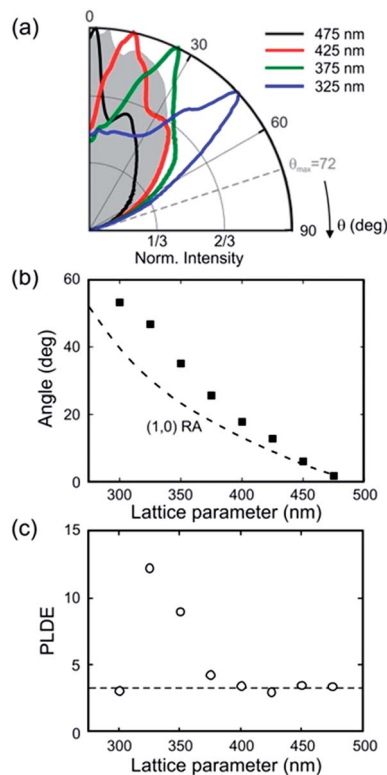 (a)
0
30
60
90
475 nm
425 nm
375 nm
325 nm
θmax=72
θ (deg)
1/3
2/3
Norm. Intensity
(b)
60
40
20
0
Angle (deg)
(1,0) RA
300
350
400
450
500
Lattice parameter (nm)
(c)
15
10
5
0
PLDE
300
350
400
450
500
Lattice parameter (nm)